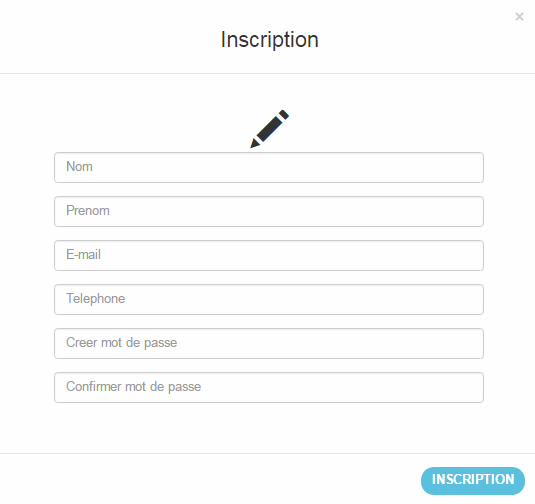 ×
Inscription
Nom
Prenom
E-mail
Telephone
Creer mot de passe
Confirmer mot de passe
INSCRIPTION